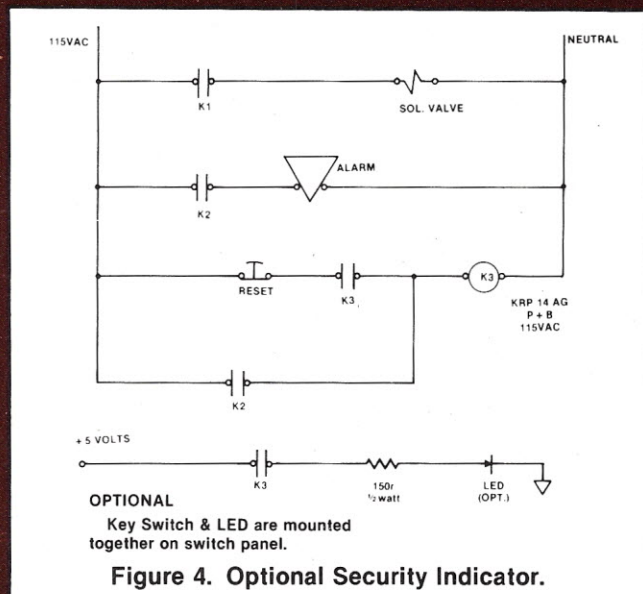 115VAC
NEUTRAL
K1
SOL. VALVE
ALARM
K2
RESET
K3
K3
KRP 14 AG
P + B
115VAC
K2
+ 5 VOLTS
K3
150r
½ watt
LED
(OPT.)
OPTIONAL
Key Switch & LED are mounted
together on switch panel.
Figure 4. Optional Security Indicator.